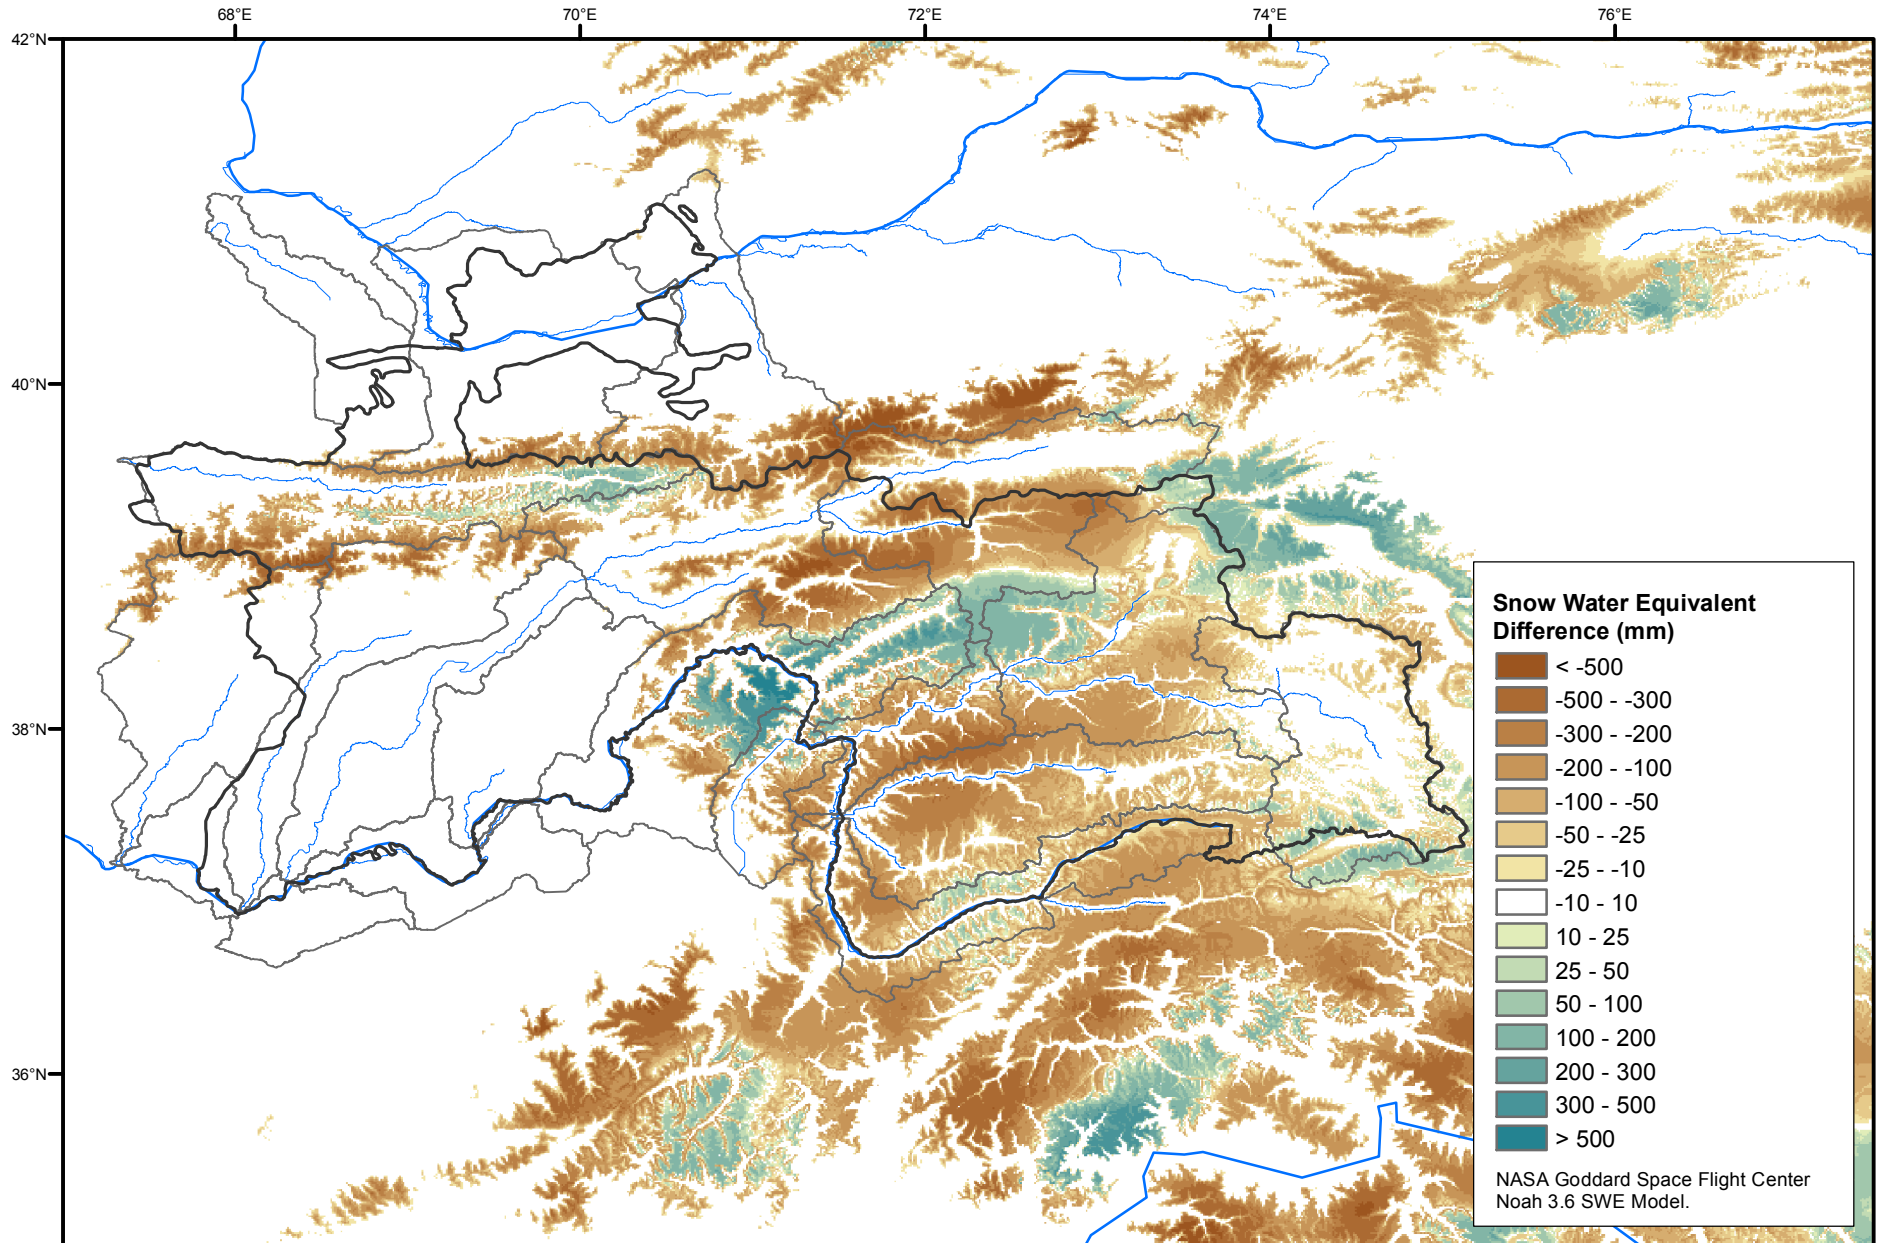 68°E
70°E
72°E
74°E
76°E
42°N
40°N
38°N
36°N
Snow Water Equivalent
Difference (mm)
< -500
-500 - -300
-300 - -200
-200 - -100
-100 - -50
-50 - -25
-25 - -10
-10 - 10
10 - 25
25 - 50
50 - 100
100 - 200
200 - 300
300 - 500
> 500
NASA Goddard Space Flight Center
Noah 3.6 SWE Model.